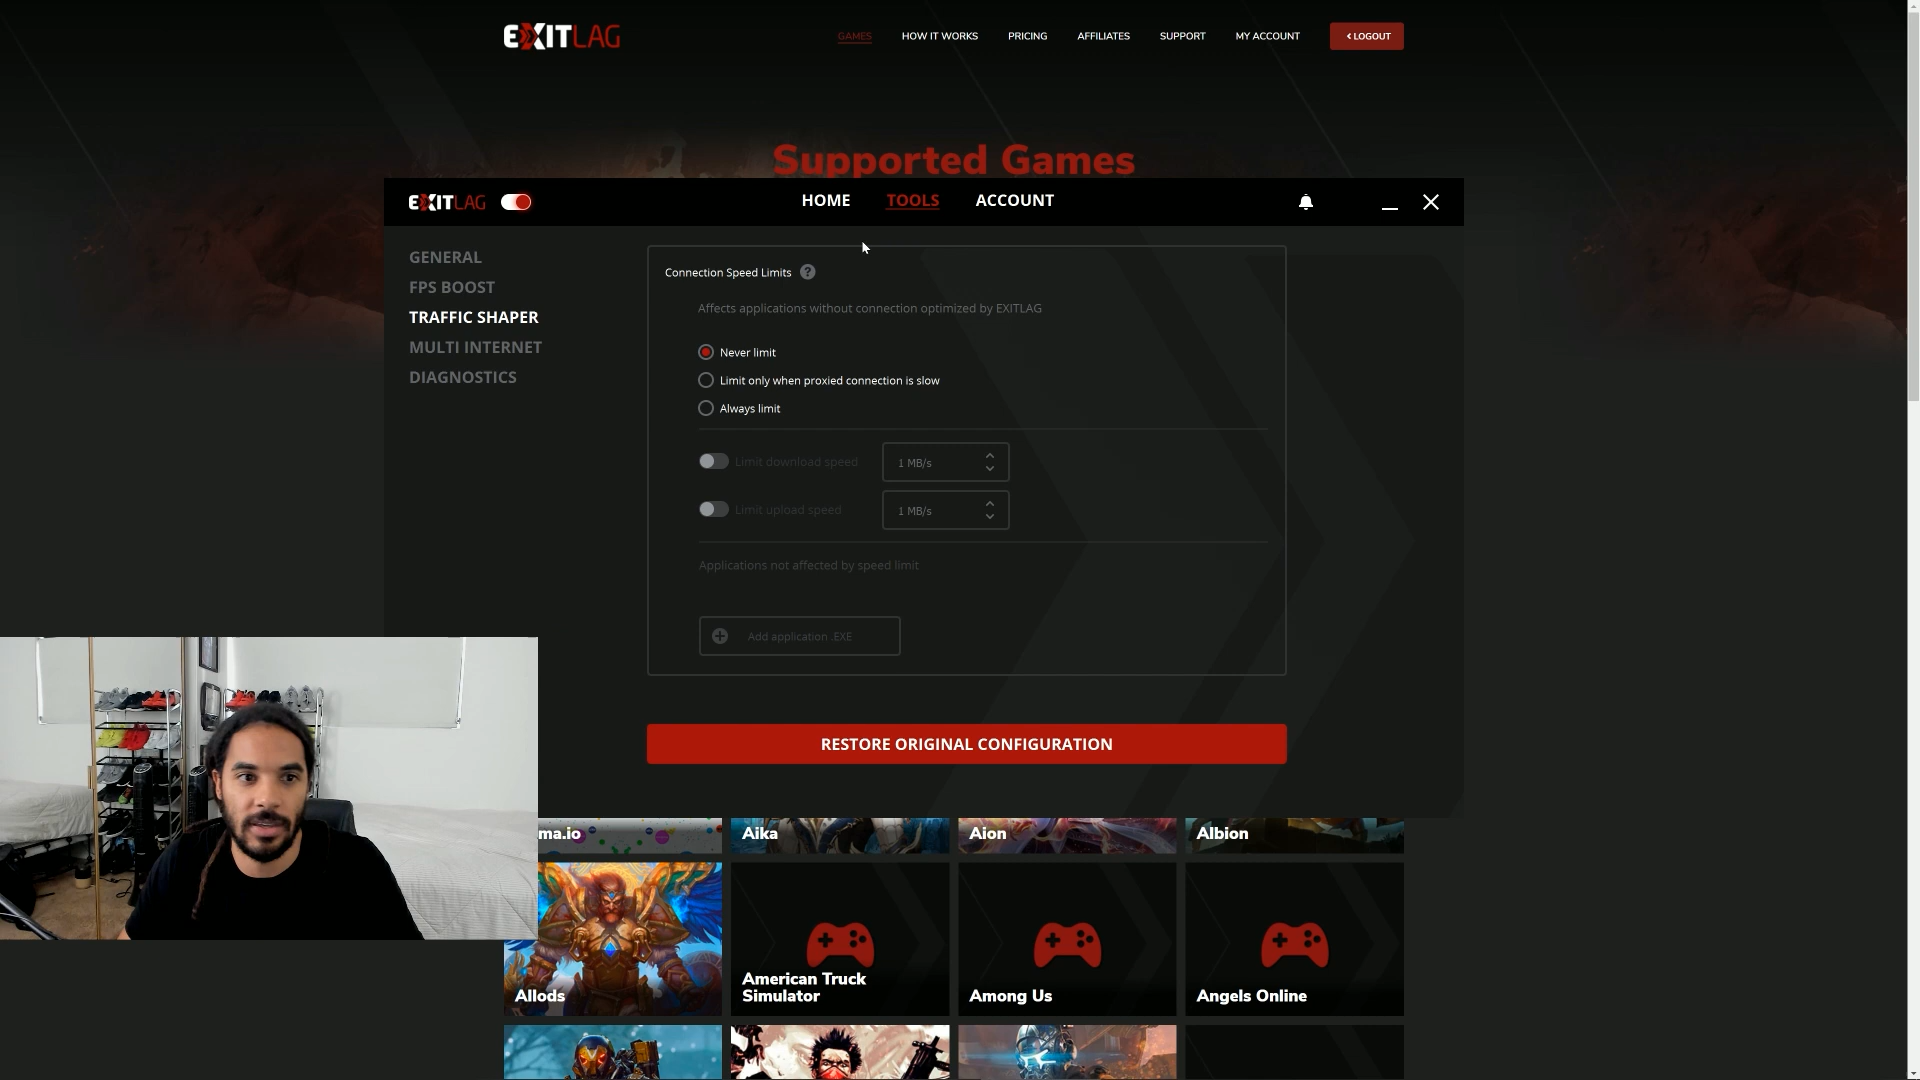 EXITLAG
GAMES
HOW IT WORKS
PRICING
AFFILIATES
SUPPORT
MY ACCOUNT
LOGOUT
Supported Games
EXITLAG
HOME
TOOLS
ACCOUNT
GENERAL
FPS BOOST
TRAFFIC SHAPER
MULTI INTERNET
DIAGNOSTICS
Connection Speed Limits ?
Affects applications without connection optimized by EXITLAG
Never limit
Limit only when proxied connection is slow
Always limit
Limit download speed
1 MB/s
Limit upload speed
1 MB/s
Applications not affected by speed limit
Add application .EXE
RESTORE ORIGINAL CONFIGURATION
ma.io
Aika
Aion
Albion
Allods
American Truck
Simulator
Among Us
Angels Online